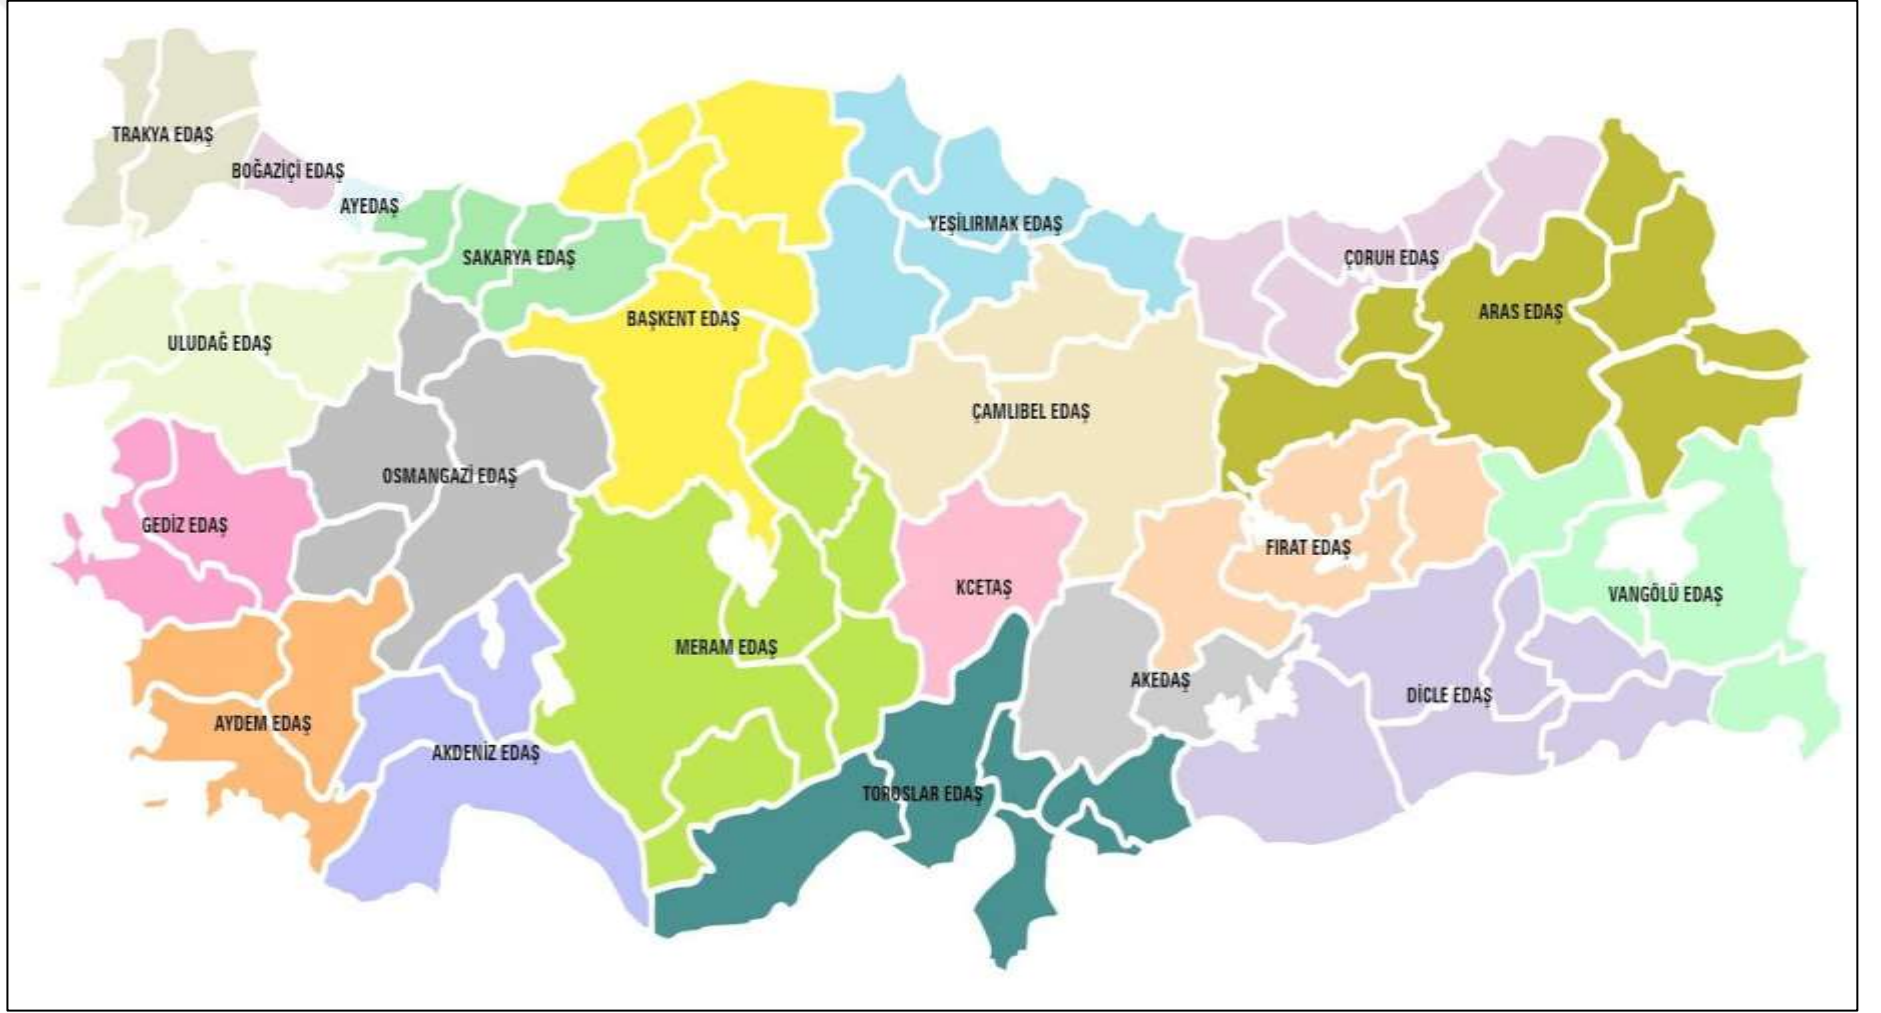 TRAKYA EDAŞ
BOĞAZİÇİ EDAŞ
AYEDAŞ
YEŞİLIRMAK EDAŞ
SAKARYA EDAŞ
ÇORUH EDAŞ
BAŞKENT EDAŞ
ARAS EDAŞ
ULUDAĞ EDAŞ
ÇAMLIBEL EDAŞ
OSMANGAZİ EDAŞ
GEDİZ EDAŞ
FIRAT EDAŞ
KCETAŞ
VANGÖLÜ EDAŞ
MERAM EDAŞ
AKEDAŞ
DİCLE EDAŞ
AYDEM EDAŞ
AKDENİZ EDAŞ
TOROSLAR EDAŞ